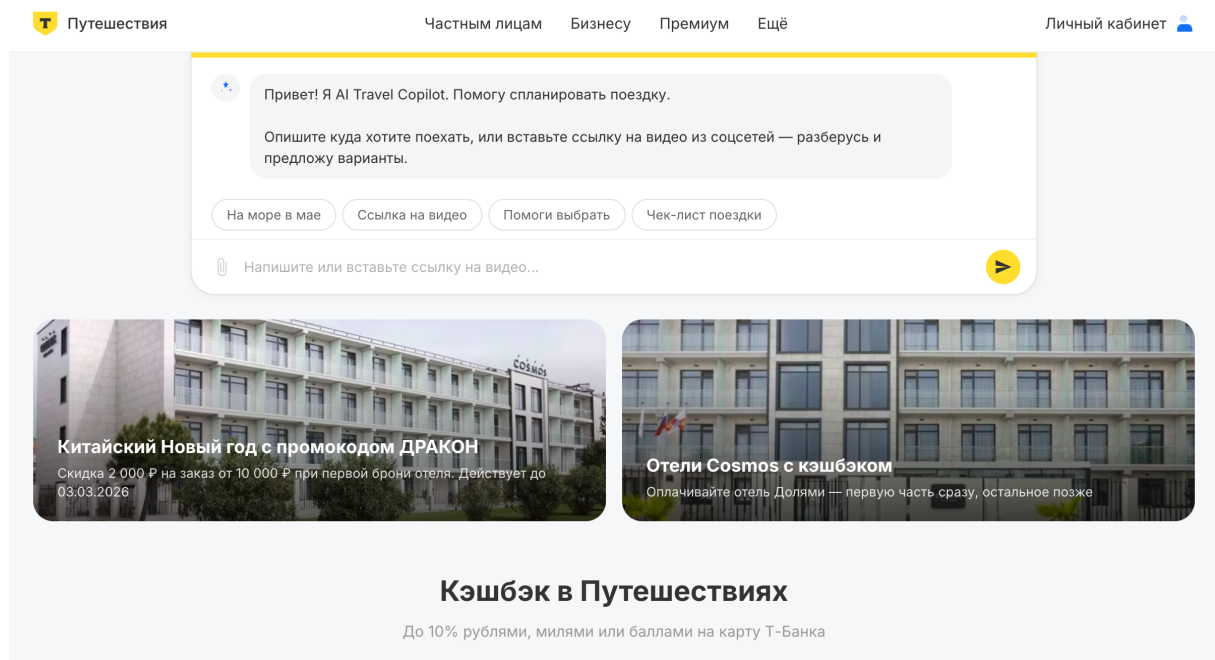 Т Путешествия
Частным лицам Бизнесу Премиум Ещё
Личный кабинет
Привет! Я AI Travel Copilot. Помогу спланировать поездку.
Опишите куда хотите поехать, или вставьте ссылку на видео из соцсетей — разберусь и
предложу варианты.
На море в мае Ссылка на видео Помоги выбрать Чек-лист поездки
Напишите или вставьте ссылку на видео...
COSMOS
Китайский Новый год с промокодом ДРАКОН
Скидка 2 000 ₽ на заказ от 10 000 ₽ при первой брони отеля. Действует до
03.03.2026
Отели Cosmos с кэшбэком
Оплачивайте отель Долями — первую часть сразу, остальное позже
Кэшбэк в Путешествиях
До 10% рублями, милями или баллами на карту Т-Банка